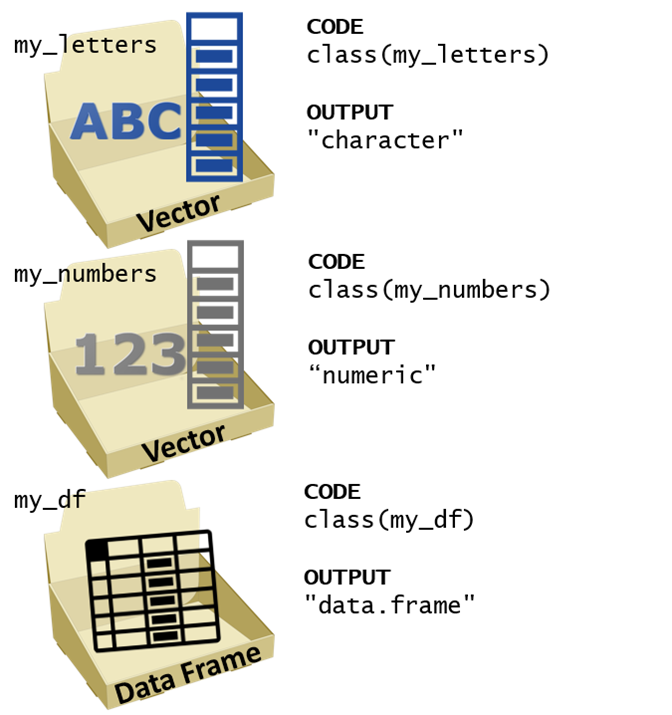 my_letters
ABC
Vector
CODE
class(my_letters)
OUTPUT
"character"
my_numbers
123
Vector
CODE
class(my_numbers)
OUTPUT
“numeric"
my_df
Data Frame
CODE
class(my_df)
OUTPUT
"data.frame"